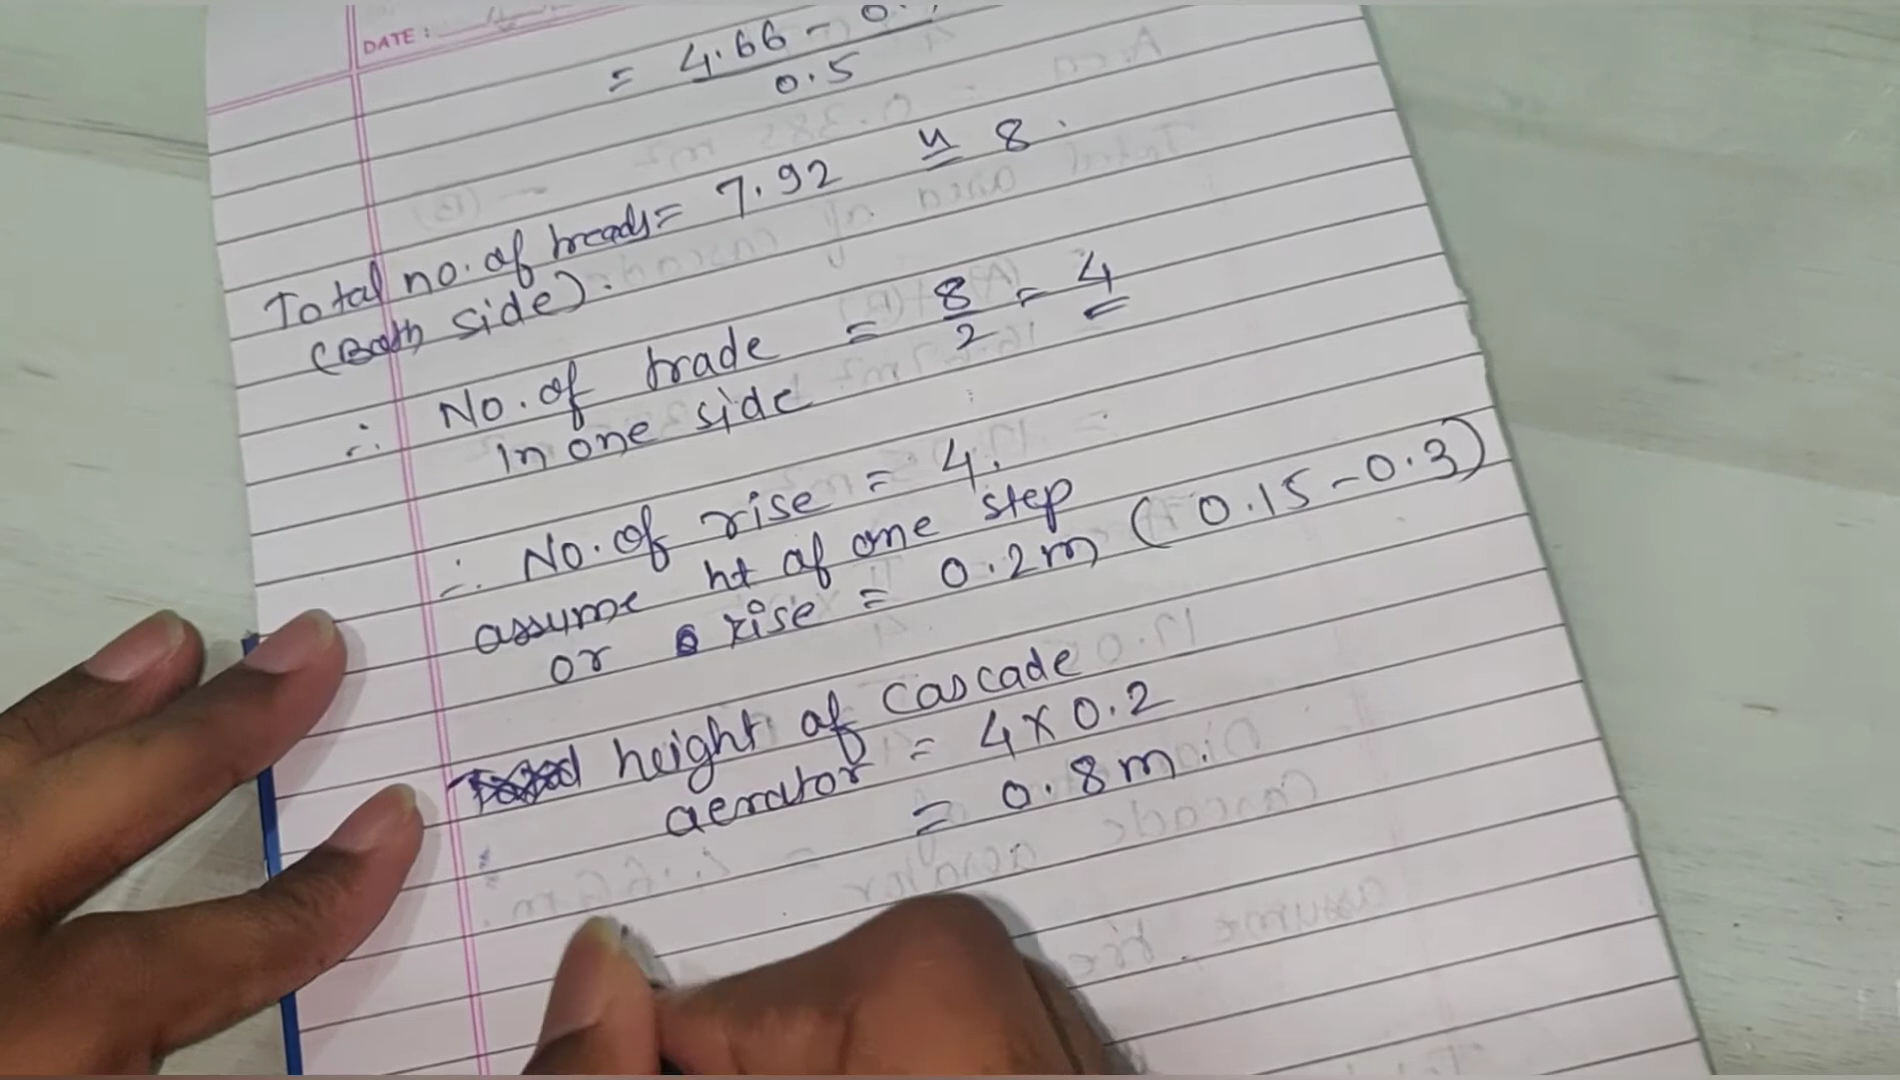 DATE :
= 4.66 - 0.
0.5
Total no. of treads = 7.92 ≌ 8.
(Both side).
∴ No. of trade = 8/2 = 4
in one side
∴ No. of rise = 4.
assume ht of one step
or rise = 0.2m (0.15-0.3)
height of cascade
aerator = 4x0.2
= 0.8m.